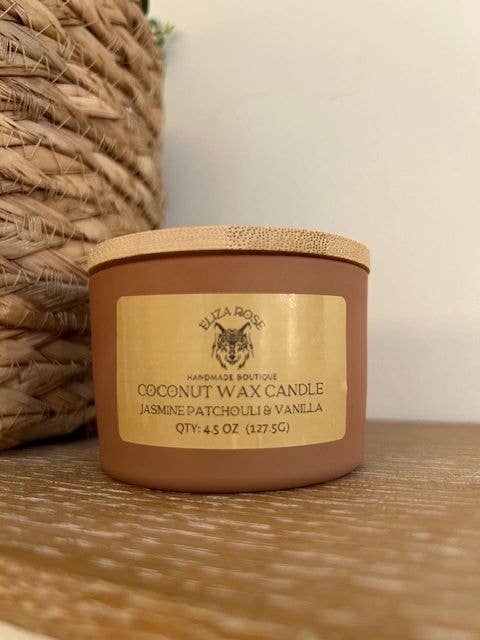 ELIZA ROSE
HANDMADE BOUTIQUE
COCONUT WAX CANDLE
JASMINE PATCHOULI & VANILLA
QTY: 4.5 OZ (127.5G)